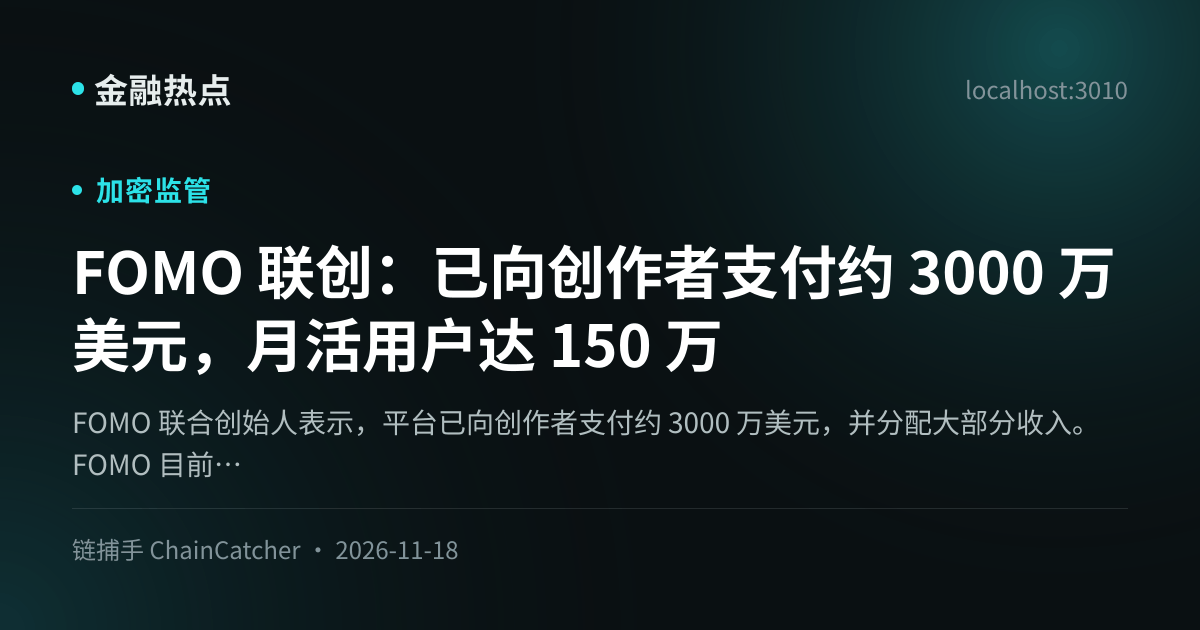 金融热点
localhost:3010
加密监管
FOMO 联创：已向创作者支付约 3000 万
美元，月活用户达 150 万
FOMO 联合创始人表示，平台已向创作者支付约 3000 万美元，并分配大部分收入。
FOMO 目前…
链捕手 ChainCatcher · 2026-11-18